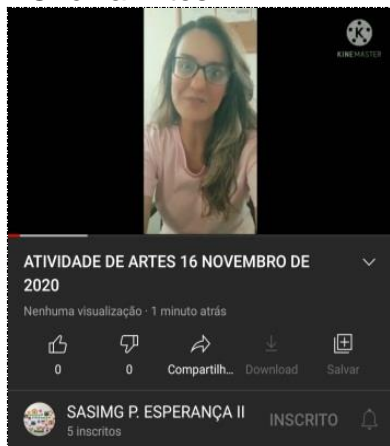 KINEMASTER
ATIVIDADE DE ARTES 16 NOVEMBRO DE
2020
Nenhuma visualização · 1 minuto atrás
0 0 Compartilh... Download Salvar
SASIMG P. ESPERANÇA II INSCRITO
5 inscritos